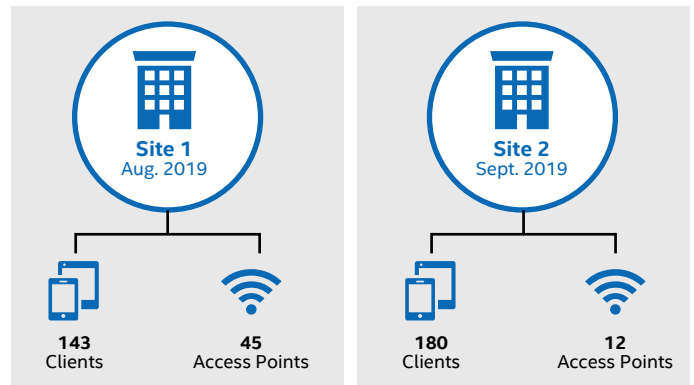 Site 1
Aug. 2019
143
Clients
45
Access Points
Site 2
Sept. 2019
180
Clients
12
Access Points